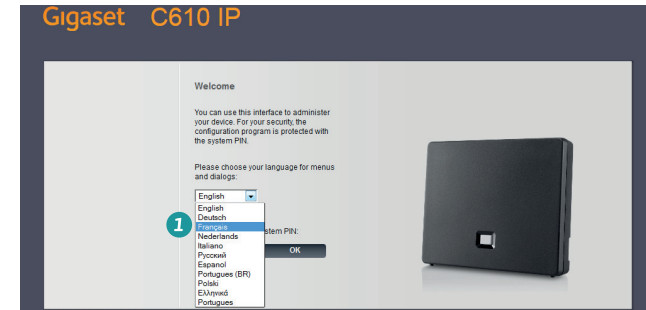 Gigaset C610 IP
Welcome
You can use this interface to administer
your device. For your security, the
configuration program is protected with
the system PIN.
Please choose your language for menus
and dialogs:
English
English
Deutsch
1
Français
stem PIN:
Nederlands
Italiano
Русский
OK
Espanol
Portugues (BR)
Polski
Ελληνικά
Portugues